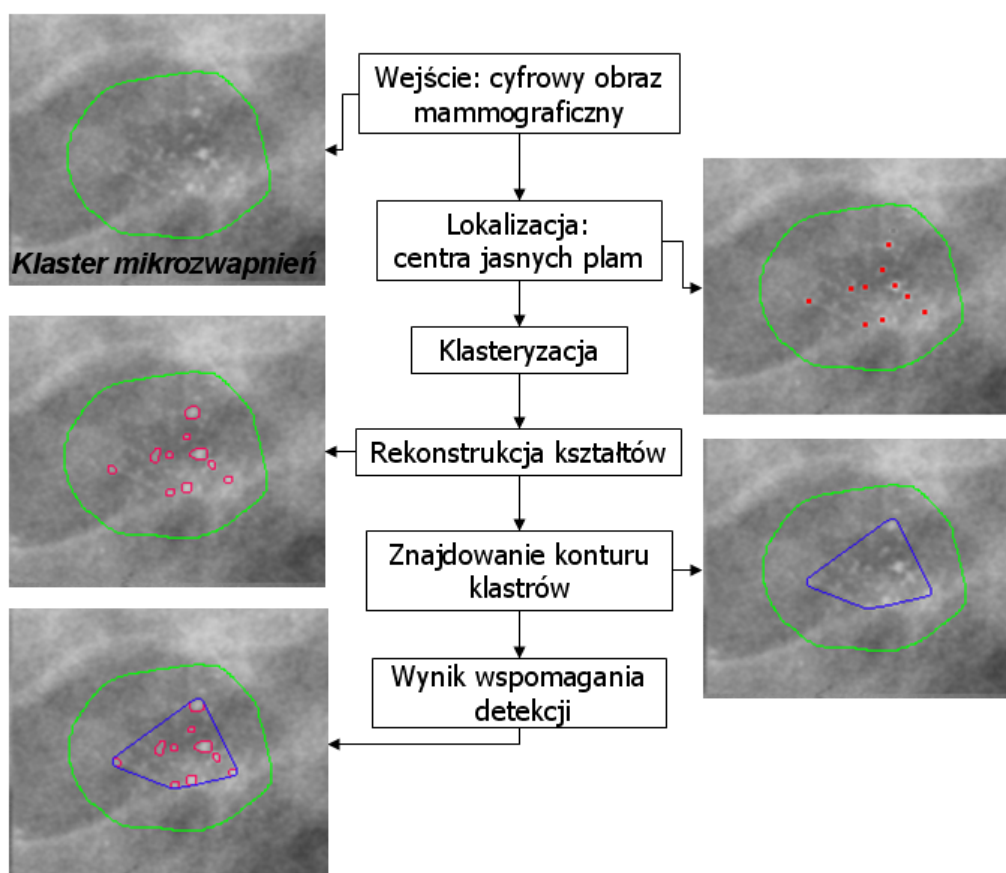 Wejście: cyfrowy obraz
mammograficzny
Klaster mikrozwapnień
Lokalizacja:
centra jasnych plam
Klasteryzacja
Rekonstrukcja kształtów
Znajdowanie konturu
klastrów
Wynik wspomagania
detekcji